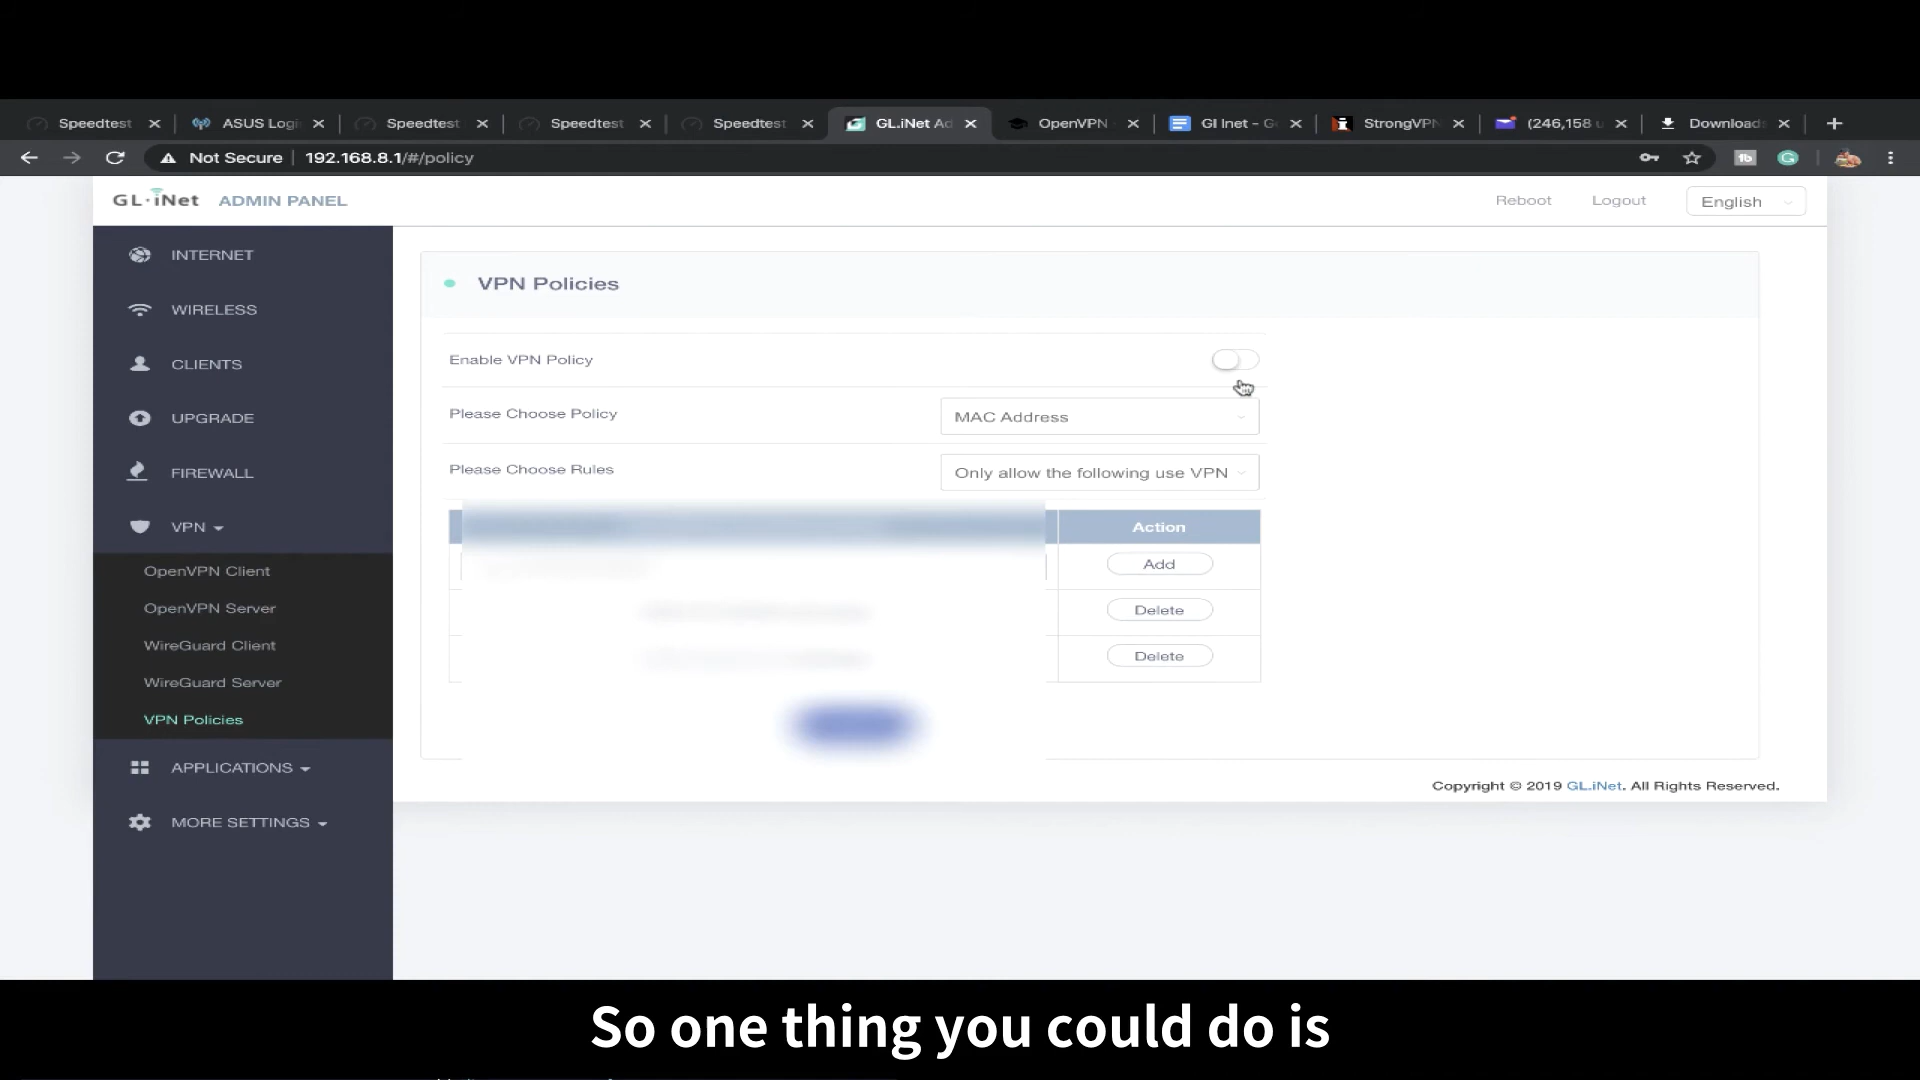 Speedtest ASUS Logi Speedtest Speedtest Speedtest GL.iNet Ad OpenVPN GI Inet - G StrongVPN (246,158 u Download
Not Secure 192.168.8.1/#/policy
GL·iNet ADMIN PANEL Reboot Logout English
INTERNET
VPN Policies
WIRELESS
Enable VPN Policy
CLIENTS
Please Choose Policy MAC Address
UPGRADE
Please Choose Rules Only allow the following use VPN
FIREWALL
VPN Action
OpenVPN Client Add
OpenVPN Server Delete
WireGuard Client Delete
WireGuard Server
VPN Policies
APPLICATIONS
Copyright © 2019 GL.iNet. All Rights Reserved.
MORE SETTINGS
So one thing you could do is